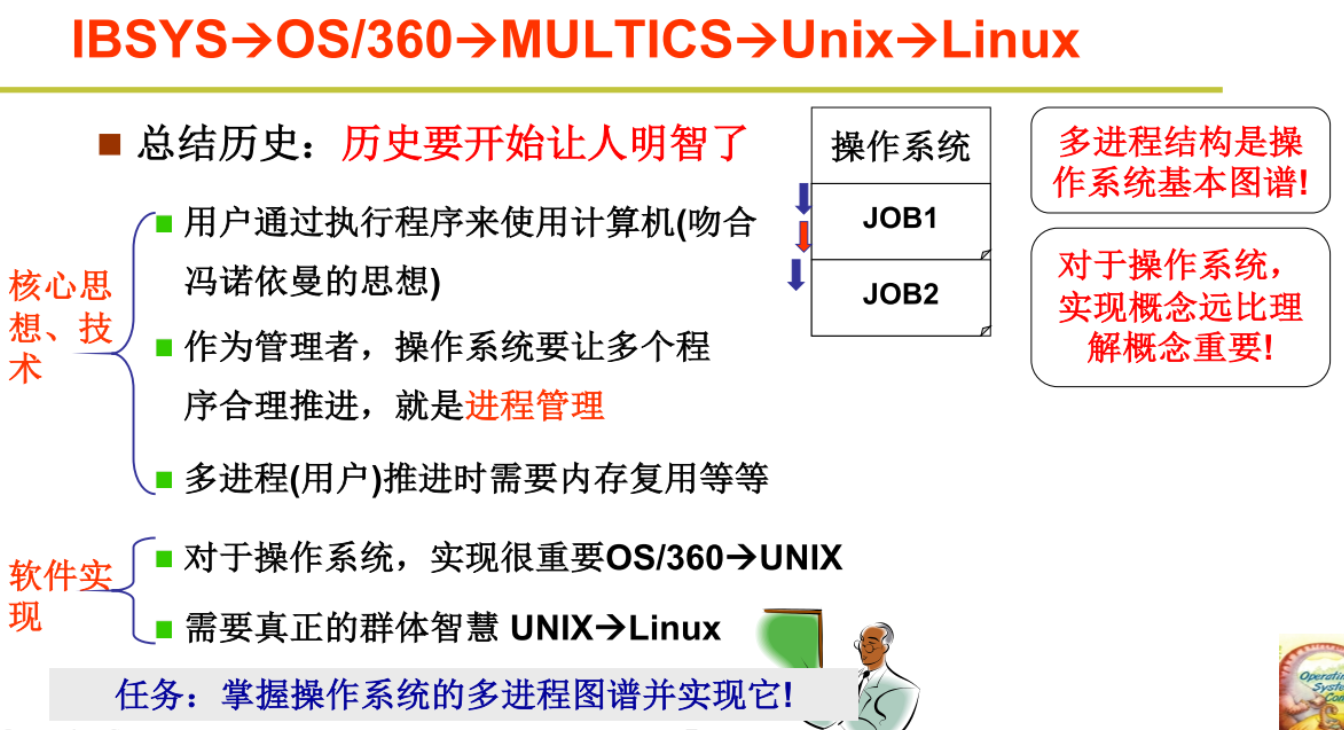 IBSYS→OS/360→MULTICS→Unix→Linux
总结历史：历史要开始让人明智了
核心思
想、技
术
用户通过执行程序来使用计算机(吻合
冯诺依曼的思想)
作为管理者，操作系统要让多个程
序合理推进，就是进程管理
多进程(用户)推进时需要内存复用等等
软件实
现
对于操作系统，实现很重要OS/360→UNIX
需要真正的群体智慧 UNIX→Linux
任务：掌握操作系统的多进程图谱并实现它!
操作系统
JOB1
JOB2
多进程结构是操
作系统基本图谱!
对于操作系统，
实现概念远比理
解概念重要!